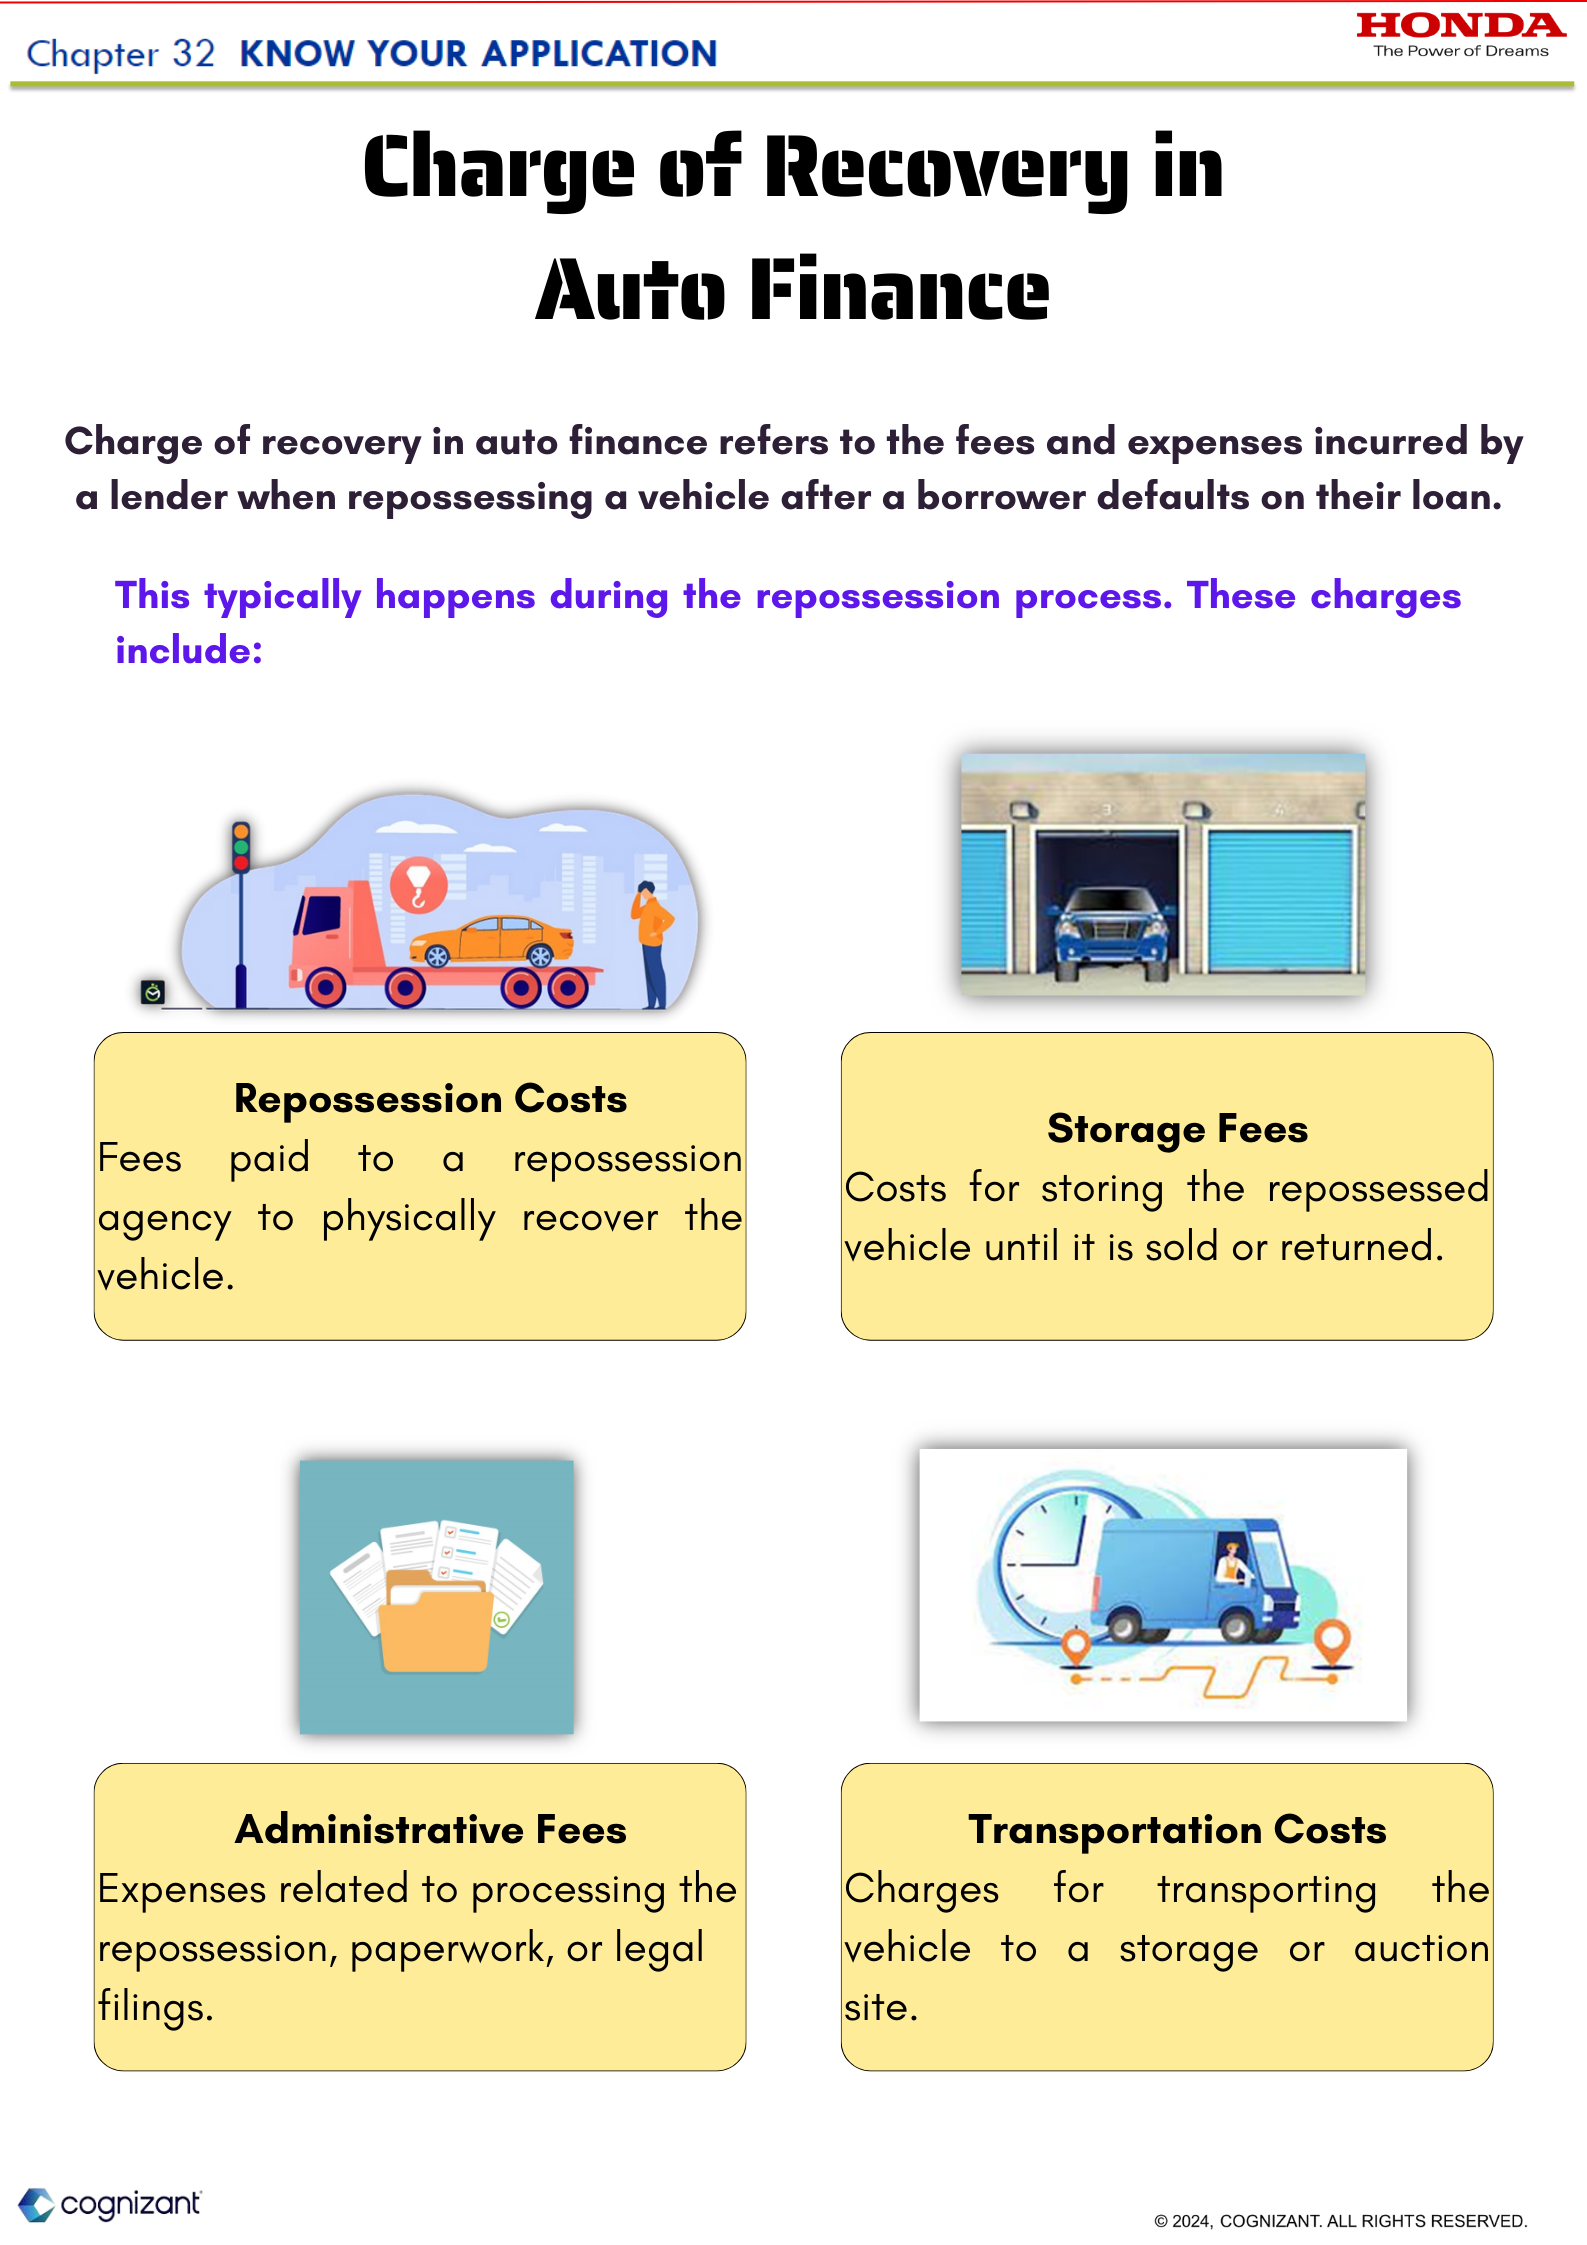 Chapter 32 KNOW YOUR APPLICATION
HONDA
The Power of Dreams
Charge of Recovery in
Auto Finance
Charge of recovery in auto finance refers to the fees and expenses incurred by
a lender when repossessing a vehicle after a borrower defaults on their loan.
This typically happens during the repossession process. These charges
include:
3
4
Repossession Costs
Fees paid to a repossession
agency to physically recover the
vehicle.
Storage Fees
Costs for storing the repossessed
vehicle until it is sold or returned.
Administrative Fees
Expenses related to processing the
repossession, paperwork, or legal
filings.
Transportation Costs
Charges for transporting the
vehicle to a storage or auction
site.
cognizant
© 2024, COGNIZANT. ALL RIGHTS RESERVED.